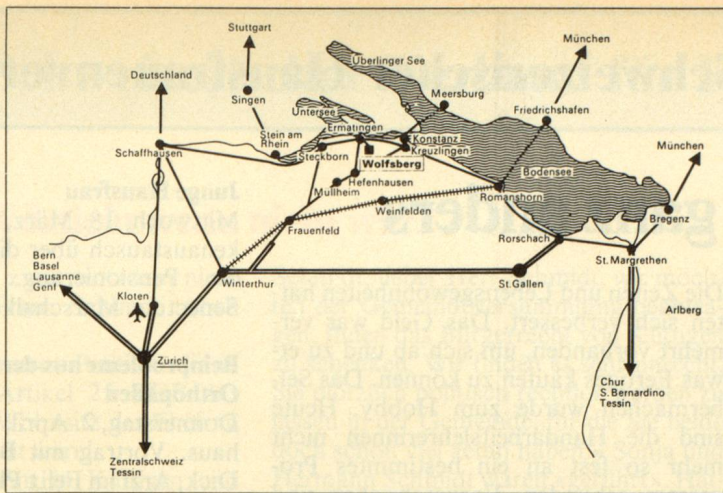 Stuttgart
München
Überlinger See
Deutschland
Meersburg
Singen
Friedrichshafen
Untersee
Ermatingen
Stein am
Rhein
Konstanz
München
Schaffhausen
Steckborn
Kreuzlingen
Wolfsberg
Hefenhausen
Bodensee
Müllheim
Romanshorn
Weinfelden
Bregenz
Frauenfeld
Rorschach
Bern
Basel
Lausanne
Genf
St. Margrethen
Winterthur
St. Gallen
Kloten
Arlberg
Zürich
Chur
S. Bernardino
Tessin
Zentralschweiz
Tessin